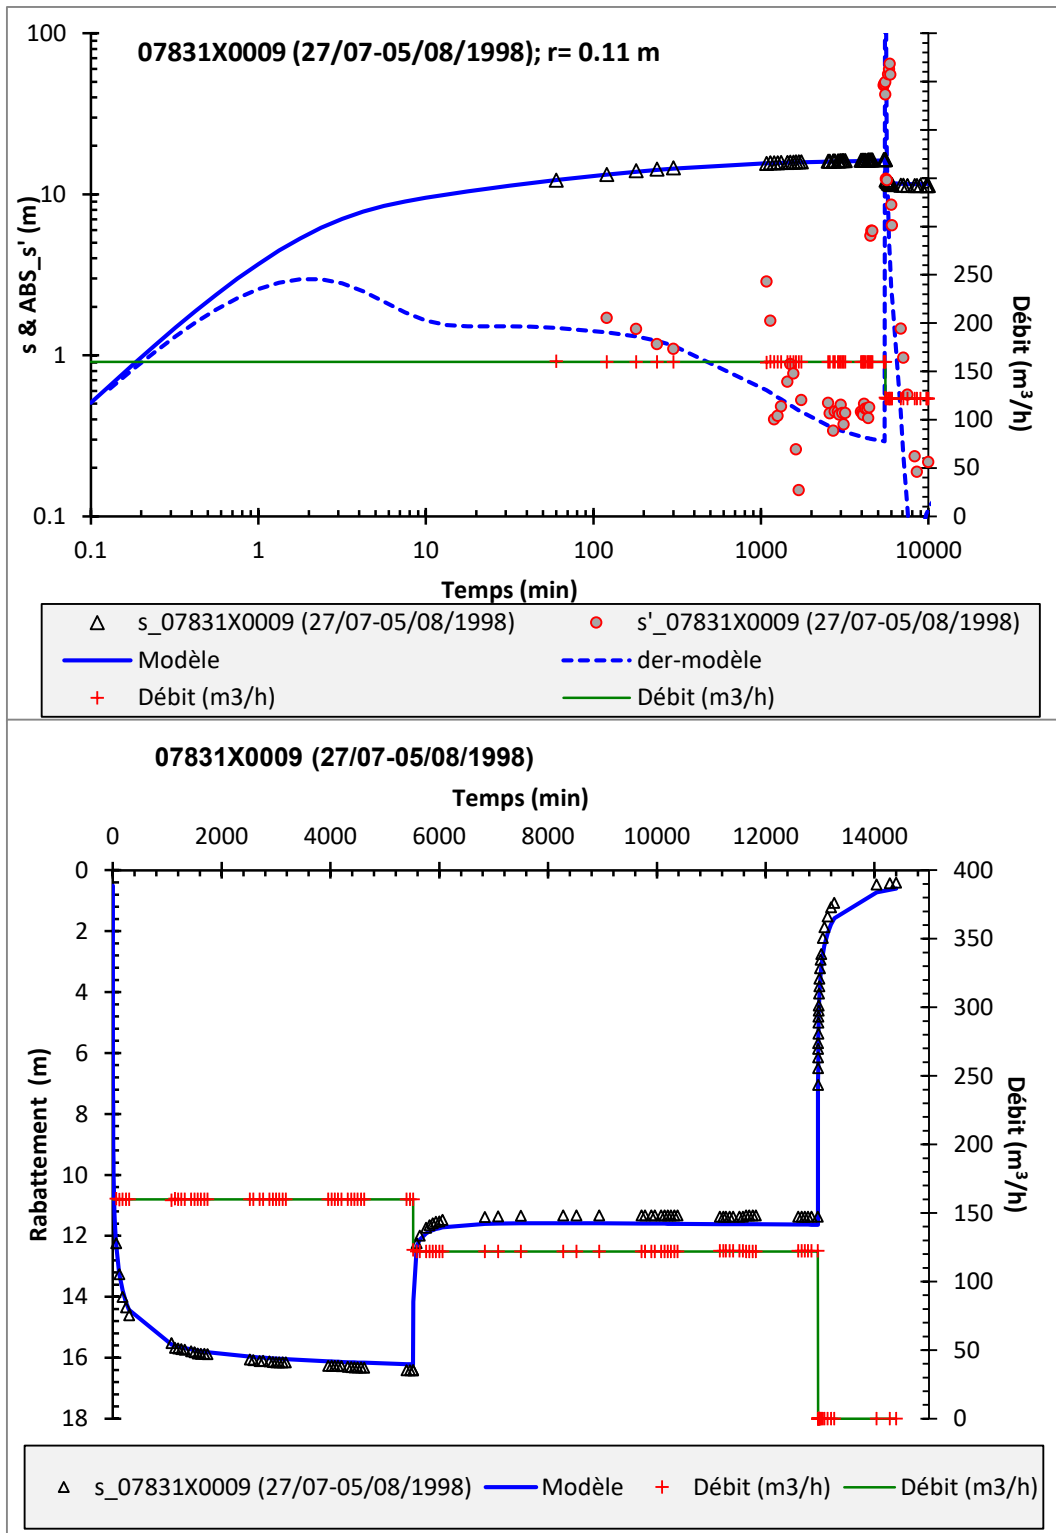 07831X0009 (27/07-05/08/1998); r= 0.11 m
100
10
1
0.1
s & ABS_s' (m)
250
200
150
100
50
0
Débit (m³/h)
0.1 1 10 100 1000 10000
Temps (min)
s_07831X0009 (27/07-05/08/1998) s'_07831X0009 (27/07-05/08/1998)
Modèle der-modèle
Débit (m3/h) Débit (m3/h)
07831X0009 (27/07-05/08/1998)
Temps (min)
0 2000 4000 6000 8000 10000 12000 14000
0
2
4
6
8
10
12
14
16
18
Rabattement (m)
400
350
300
250
200
150
100
50
0
Débit (m³/h)
s_07831X0009 (27/07-05/08/1998) Modèle Débit (m3/h) Débit (m3/h)